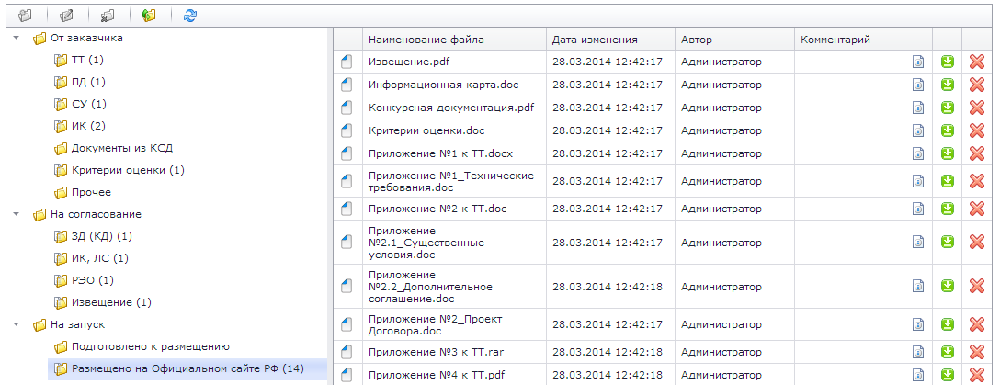 От заказчика
ТТ (1)
ПД (1)
СУ (1)
ИК (2)
Документы из КСД
Критерии оценки (1)
Прочее
На согласование
ЗД (КД) (1)
ИК, ЛС (1)
РЭО (1)
Извещение (1)
На запуск
Подготовлено к размещению
Размещено на Официальном сайте РФ (14)
Наименование файла Дата изменения Автор Комментарий
Извещение.pdf 28.03.2014 12:42:17 Администратор
Информационная карта.doc 28.03.2014 12:42:17 Администратор
Конкурсная документация.pdf 28.03.2014 12:42:17 Администратор
Критерии оценки.doc 28.03.2014 12:42:17 Администратор
Приложение №1 к ТТ.docx 28.03.2014 12:42:17 Администратор
Приложение №1_Технические
требования.doc 28.03.2014 12:42:17 Администратор
Приложение №2 к ТТ.doc 28.03.2014 12:42:17 Администратор
Приложение
№2.1_Существенные 28.03.2014 12:42:17 Администратор
условия.doc
Приложение
№2.2_Дополнительное 28.03.2014 12:42:18 Администратор
соглашение.doc
Приложение №2_Проект
Договора.doc 28.03.2014 12:42:17 Администратор
Приложение №3 к ТТ.rar 28.03.2014 12:42:18 Администратор
Приложение №4 к ТТ.pdf 28.03.2014 12:42:18 Администратор